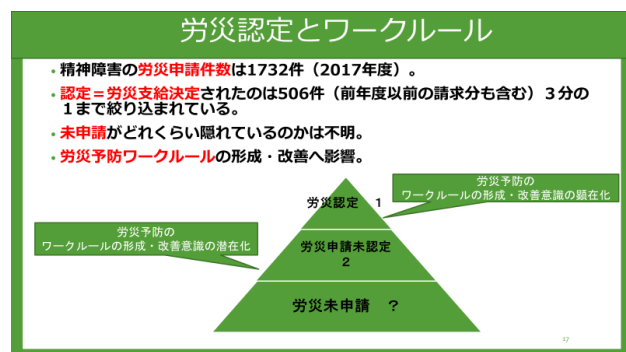 労災認定とワークルール
・精神障害の労災申請件数は1732件（2017年度）。
・認定＝労災支給決定されたのは506件（前年度以前の請求分も含む）３分の
１まで絞り込まれている。
・未申請がどれくらい隠れているのかは不明。
・労災予防ワークルールの形成・改善へ影響。
労災予防の
ワークルールの形成・改善意識の顕在化
労災認定　1
労災予防の
ワークルールの形成・改善意識の潜在化
労災申請未認定
2
労災未申請　？
17